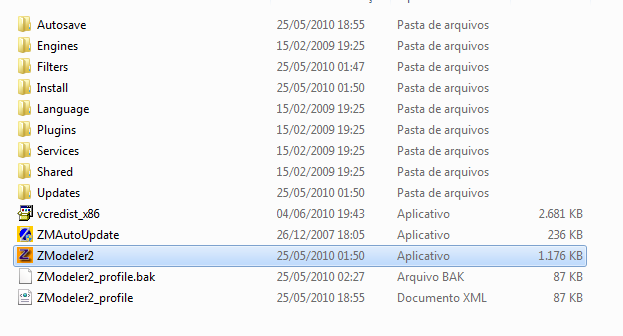 Autosave 25/05/2010 18:55 Pasta de arquivos
Engines 15/02/2009 19:25 Pasta de arquivos
Filters 25/05/2010 01:47 Pasta de arquivos
Install 25/05/2010 01:50 Pasta de arquivos
Language 15/02/2009 19:25 Pasta de arquivos
Plugins 15/02/2009 19:25 Pasta de arquivos
Services 15/02/2009 19:25 Pasta de arquivos
Shared 15/02/2009 19:25 Pasta de arquivos
Updates 25/05/2010 01:50 Pasta de arquivos
vcredist_x86 04/06/2010 19:43 Aplicativo 2.681 KB
ZMAutoUpdate 26/12/2007 18:05 Aplicativo 236 KB
ZModeler2 25/05/2010 01:50 Aplicativo 1.176 KB
ZModeler2_profile.bak 25/05/2010 02:27 Arquivo BAK 87 KB
ZModeler2_profile 25/05/2010 18:55 Documento XML 87 KB